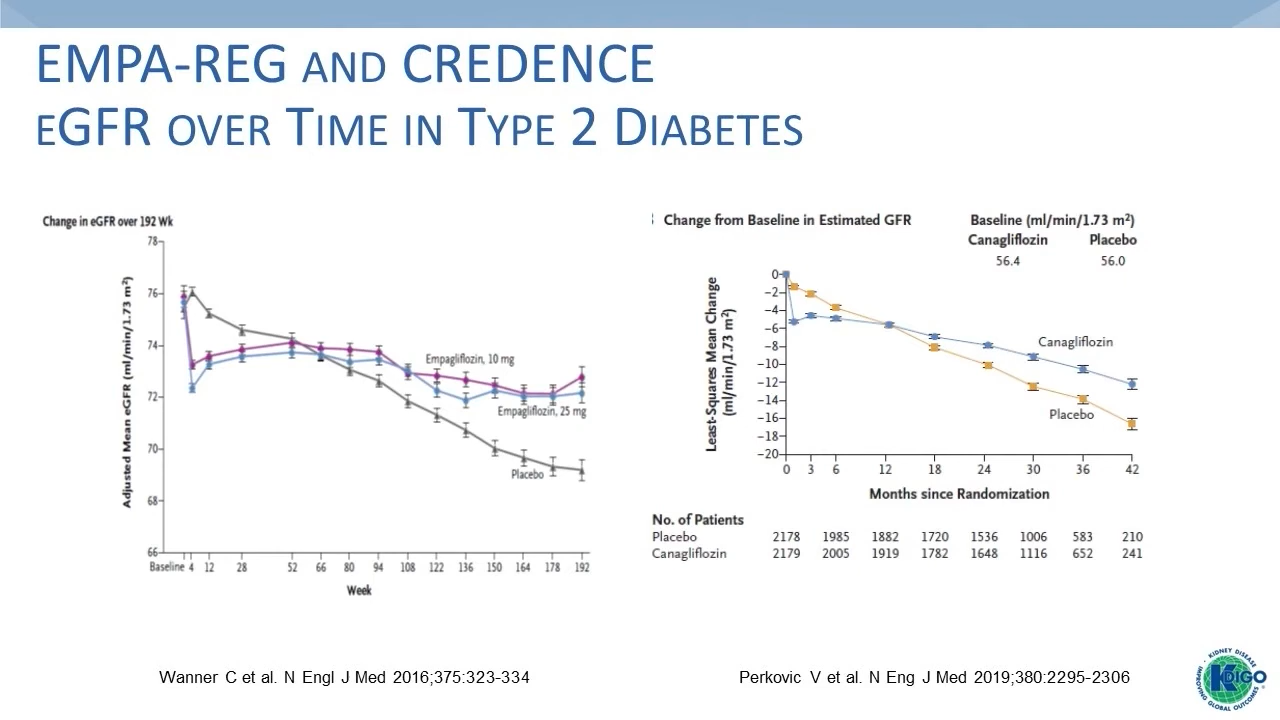 EMPA-REG AND CREDENCE
EGFR OVER TIME IN TYPE 2 DIABETES
Change in eGFR over 192 Wk
Adjusted Mean eGFR (ml/min/1.73 m²)
78
76
74
72
70
68
66
Empagliflozin, 10 mg
Empagliflozin, 25 mg
Placebo
Baseline 4 12 28 52 66 80 94 108 122 136 150 164 178 192
Week
Change from Baseline in Estimated GFR
Baseline (ml/min/1.73 m²)
Canagliflozin Placebo
56.4 56.0
Least-Squares Mean Change
(ml/min/1.73 m²)
0
−2
−4
−6
−8
−10
−12
−14
−16
−18
−20
Canagliflozin
Placebo
0 3 6 12 18 24 30 36 42
Months since Randomization
No. of Patients
Placebo 2178 1985 1882 1720 1536 1006 583 210
Canagliflozin 2179 2005 1919 1782 1648 1116 652 241
Wanner C et al. N Engl J Med 2016;375:323-334
Perkovic V et al. N Eng J Med 2019;380:2295-2306
KIDNEY DISEASE
KDIGO
IMPROVING GLOBAL OUTCOMES